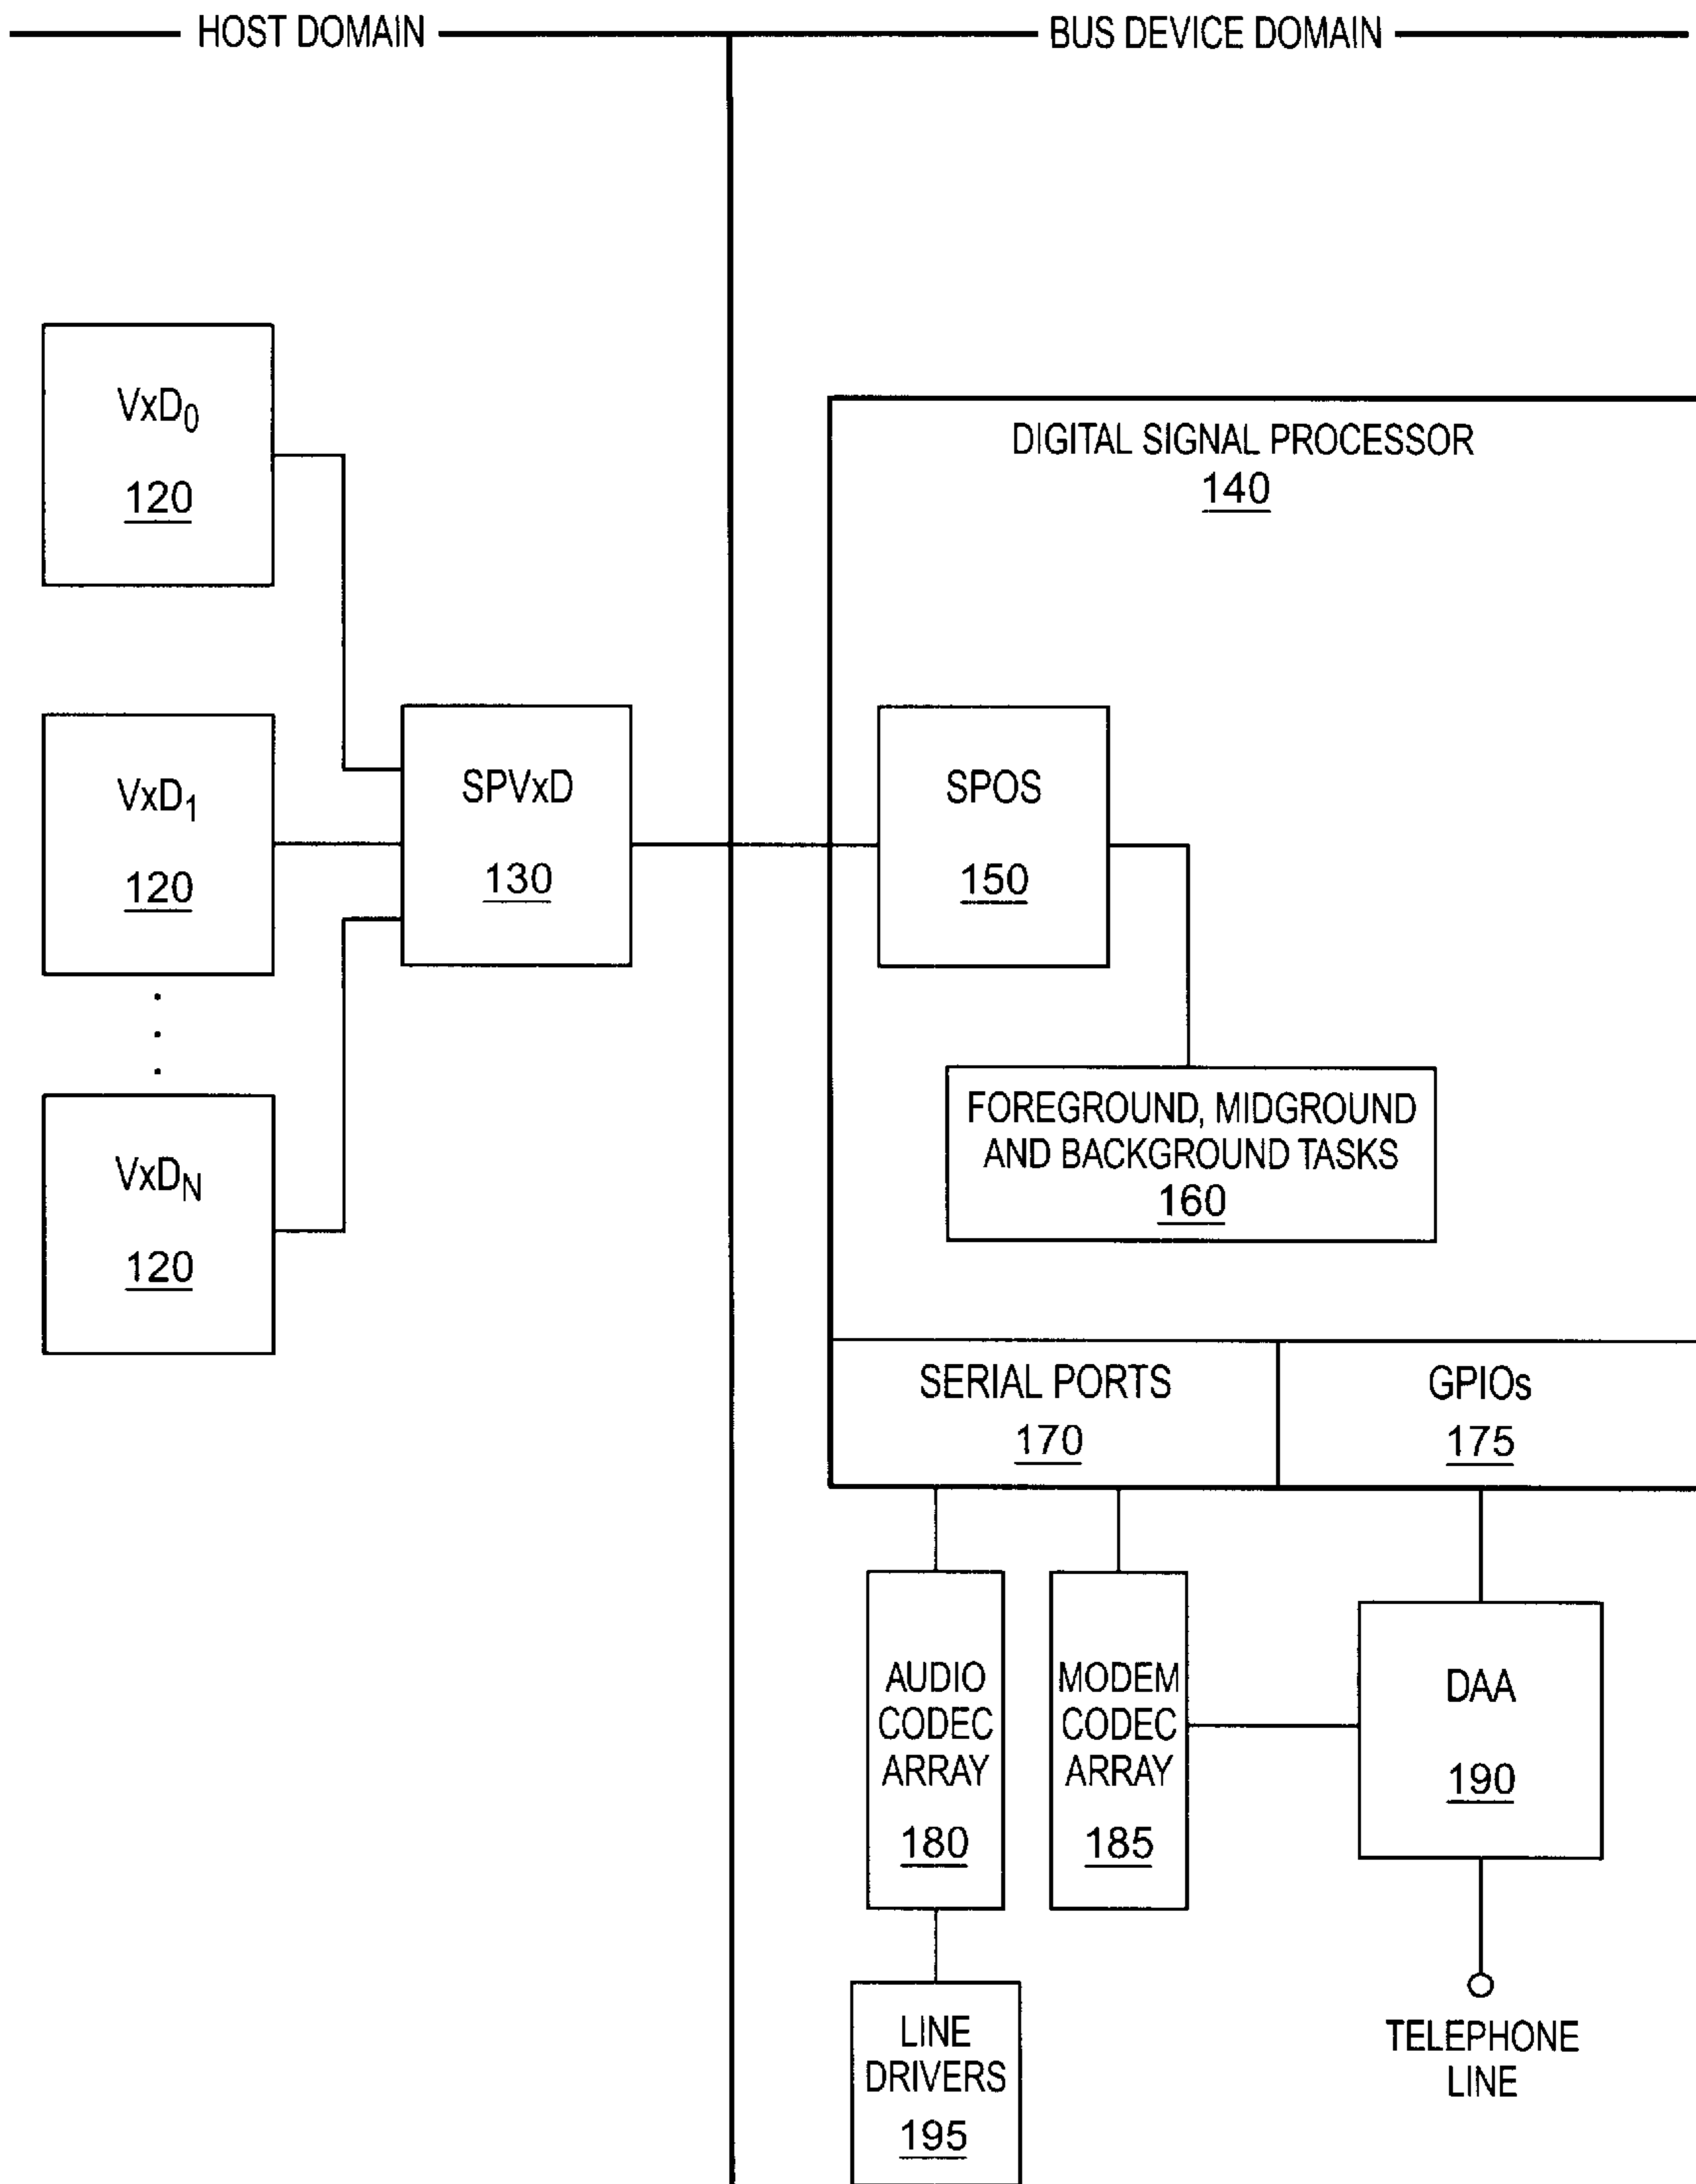 HOST DOMAIN
BUS DEVICE DOMAIN
VxD₀
120
DIGITAL SIGNAL PROCESSOR
140
VxD₁
120
SPVxD
130
SPOS
150
VxD_N
120
FOREGROUND, MIDGROUND
AND BACKGROUND TASKS
160
SERIAL PORTS
170
GPIOs
175
AUDIO
CODEC
ARRAY
180
MODEM
CODEC
ARRAY
185
DAA
190
LINE
DRIVERS
195
TELEPHONE
LINE